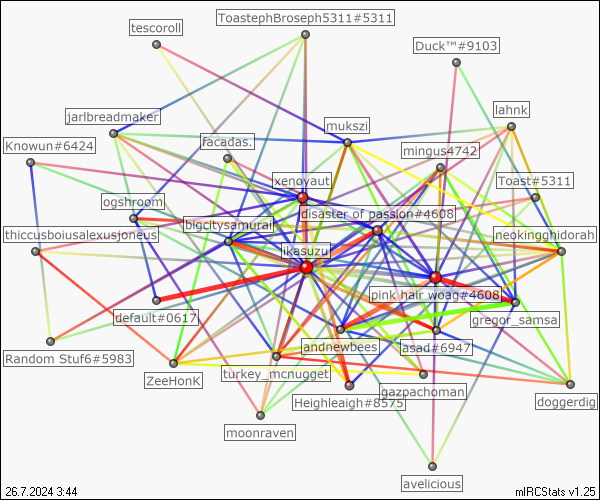 ToastephBroseph5311#5311
tescoroll
Duck™#9103
lahnk
jarlbreadmaker
mukszi
facadas.
mingus4742
Knowun#6424
xenoyaut
Toast#5311
ogshroom
disaster of passion#4608
bigcitysamurai
thiccusboiusalexusjoneus
neokingghidorah
ikasuzu
pink hair woag#4608
default#0617
gregor_samsa
andnewbees
asad#6947
Random Stuf6#5983
turkey_mcnugget
ZeeHonK
gazpachoman
Heighleaigh#8575
doggerdig
moonraven
avelicious
26.7.2024 3:44
mIRCStats v1.25